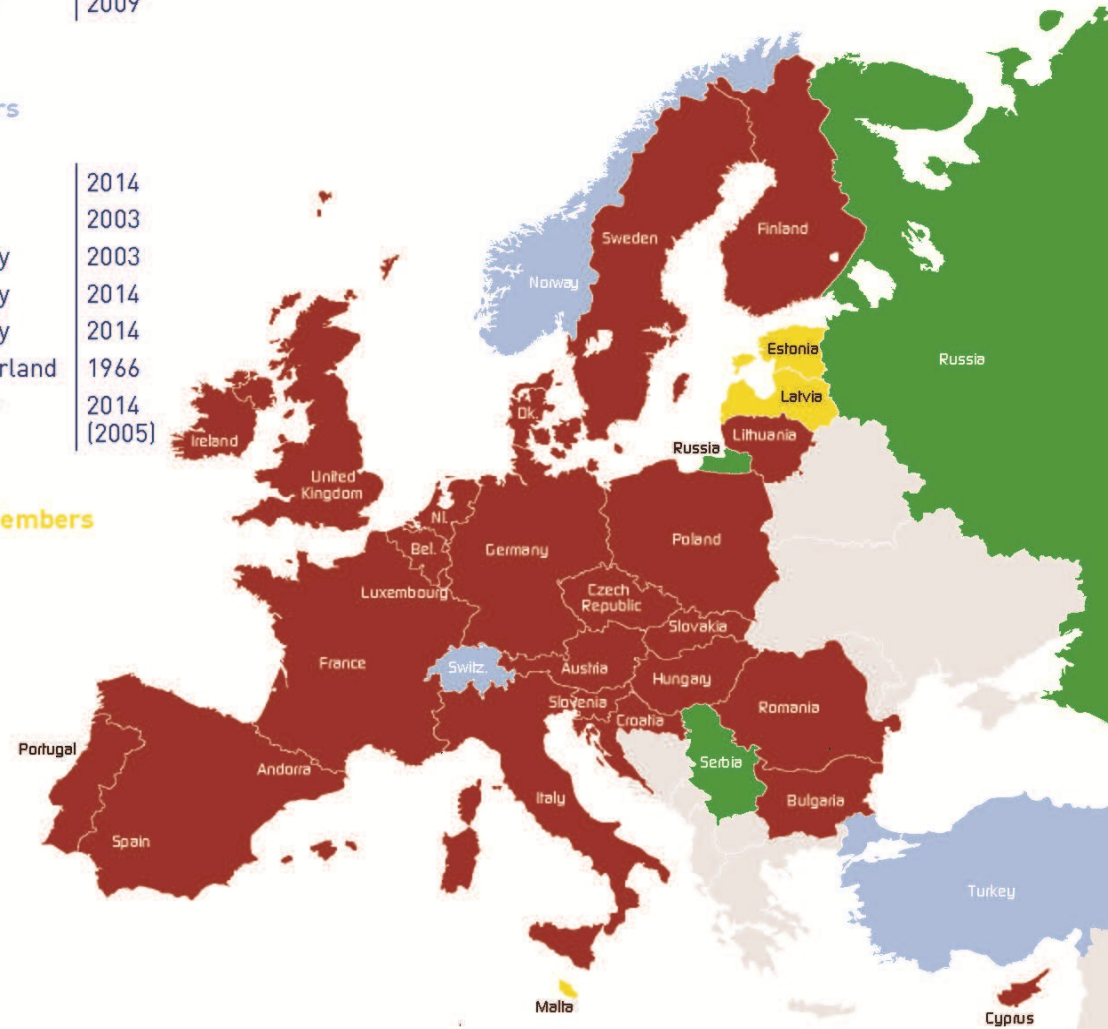 2009
rs
2014
2003
y 2003
y 2014
y 2014
rland 1966
2014
(2005)
embers
Sweden
Finland
Norway
Estonia
Latvia
Russia
Lithuania
Russia
Dk.
Ireland
United
Kingdom
Nl.
Bel.
Germany
Poland
Luxembourg
Czech
Republic
Slovakia
France
Switz.
Austria
Hungary
Slovenia
Croatia
Romania
Portugal
Andorra
Serbia
Italy
Bulgaria
Spain
Turkey
Malta
Cyprus